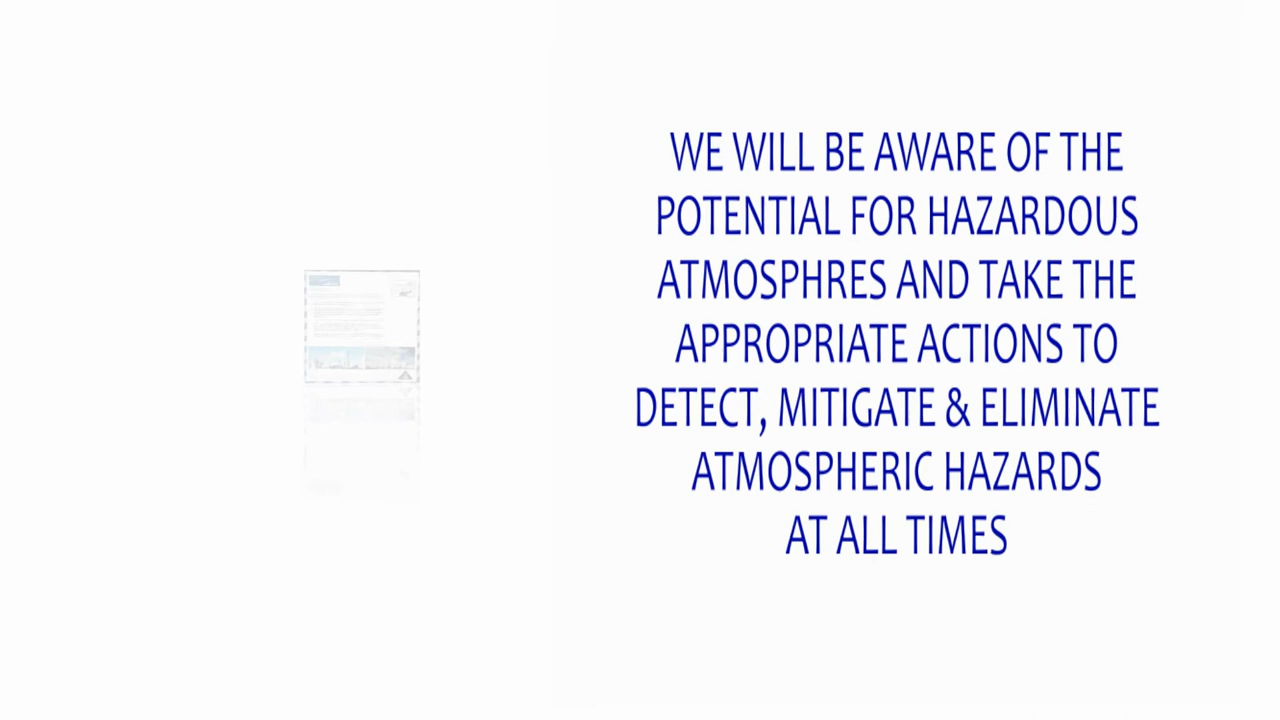 WE WILL BE AWARE OF THE
POTENTIAL FOR HAZARDOUS
ATMOSPHRES AND TAKE THE
APPROPRIATE ACTIONS TO
DETECT, MITIGATE & ELIMINATE
ATMOSPHERIC HAZARDS
AT ALL TIMES